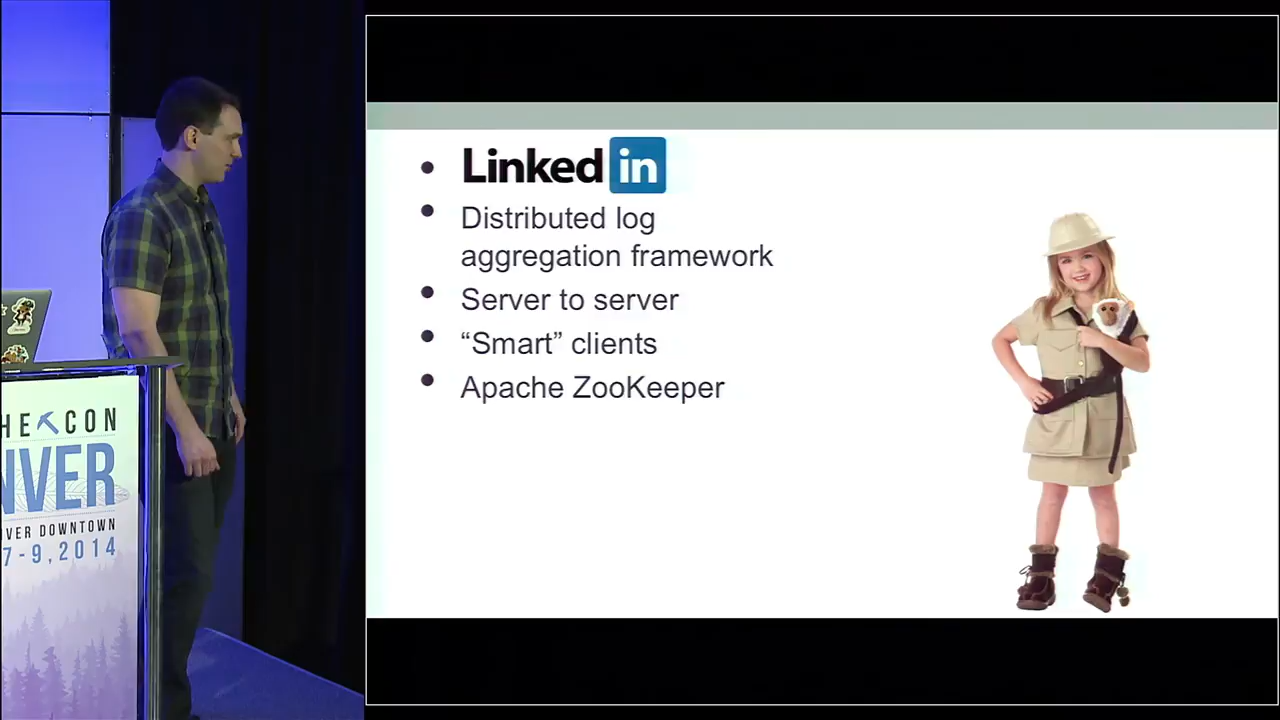 HE CON
NVER
VER DOWNTOWN
7-9, 2014
Linked in
Distributed log
aggregation framework
Server to server
“Smart” clients
Apache ZooKeeper